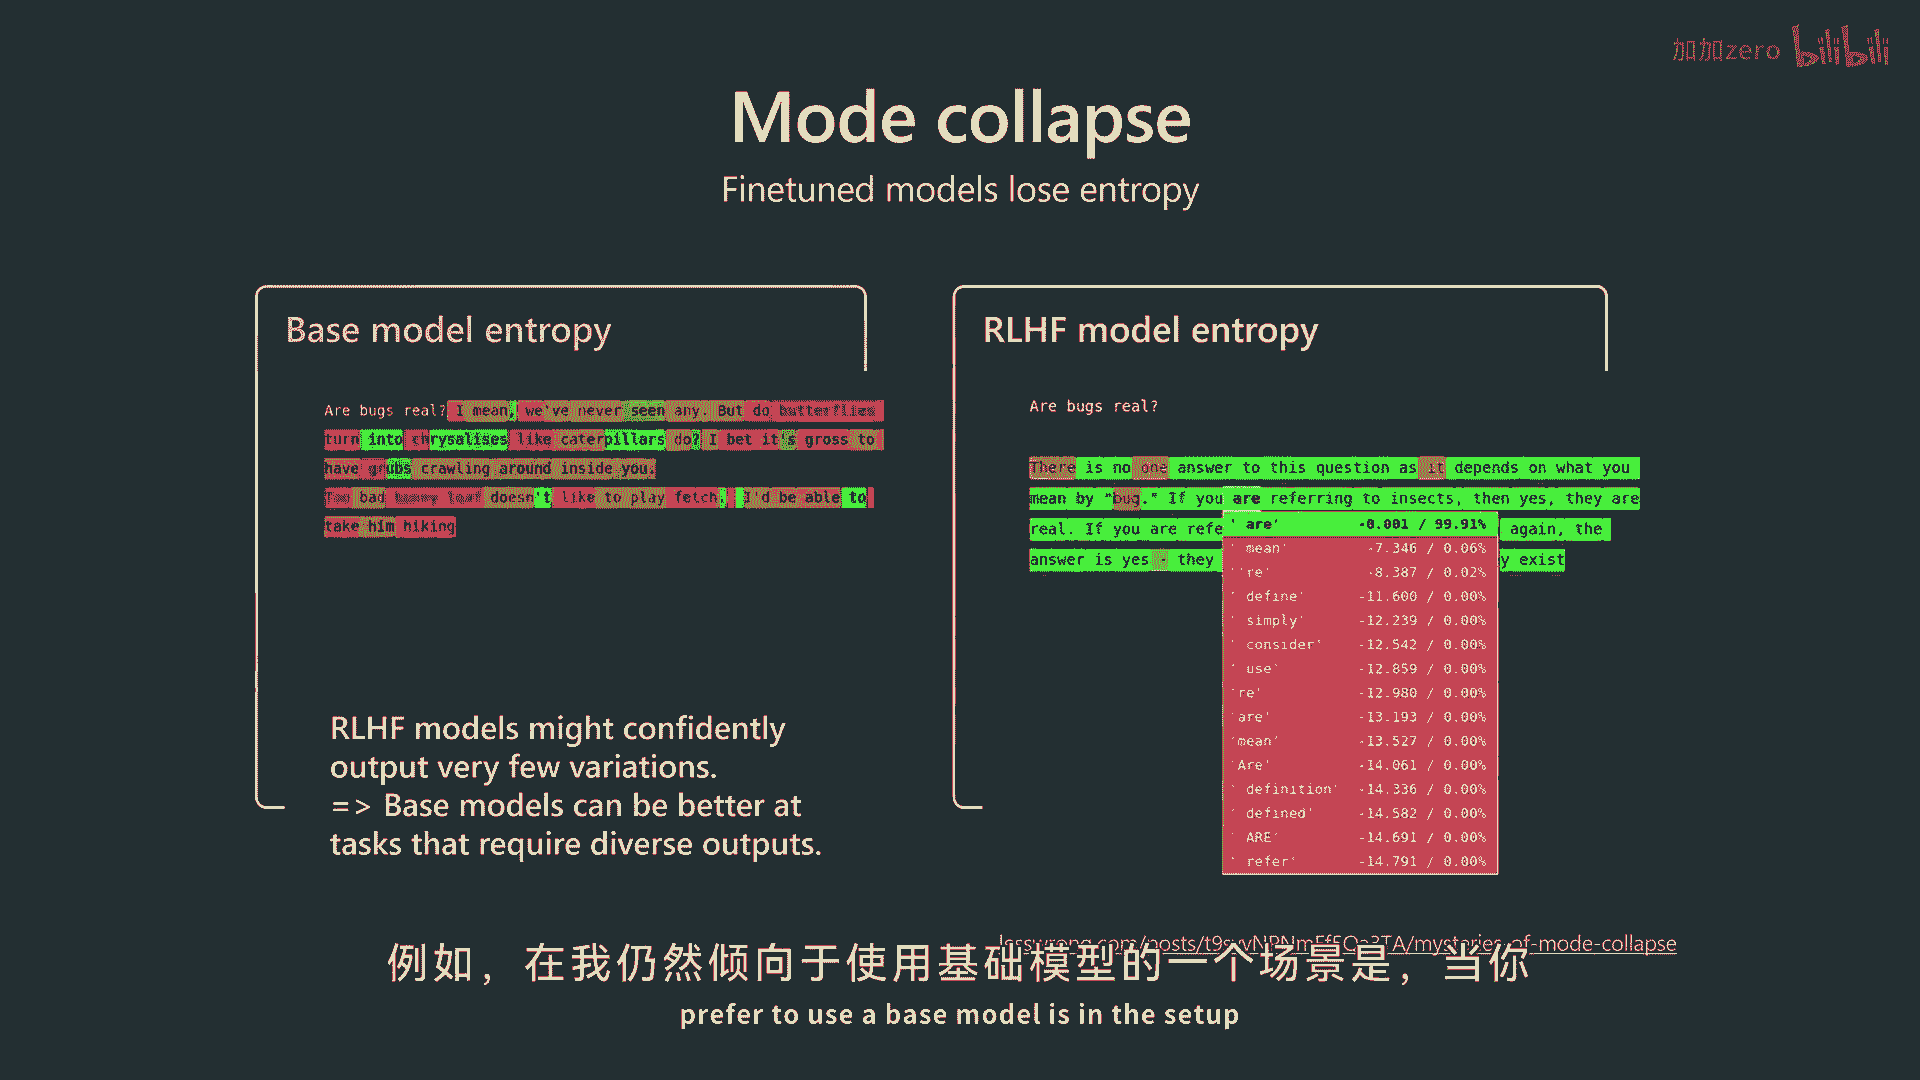 加加zero bilibili
Mode collapse
Finetuned models lose entropy
Base model entropy
Are bugs real? I mean, we've never seen any. But do butterflies
turn into chrysalises like caterpillars do? I bet it's gross to
have grubs crawling around inside you.
Too bad bunny loaf doesn't like to play fetch. I'd be able to
take him hiking
RLHF models might confidently
output very few variations.
=> Base models can be better at
tasks that require diverse outputs.
RLHF model entropy
Are bugs real?
There is no one answer to this question as it depends on what you
mean by "bug." If you are referring to insects, then yes, they are
real. If you are refe again, the
answer is yes - they y exist
' are' -0.001 / 99.91%
' mean' -7.346 / 0.06%
''re' -8.387 / 0.02%
' define' -11.600 / 0.00%
' simply' -12.239 / 0.00%
' consider' -12.542 / 0.00%
' use' -12.859 / 0.00%
're' -12.980 / 0.00%
'are' -13.193 / 0.00%
'mean' -13.527 / 0.00%
'Are' -14.061 / 0.00%
' definition' -14.336 / 0.00%
' defined' -14.582 / 0.00%
' ARE' -14.691 / 0.00%
' refer' -14.791 / 0.00%
/mysteries-of-mode-collapse
例如，在我仍然倾向于使用基础模型的一个场景是，当你
prefer to use a base model is in the setup